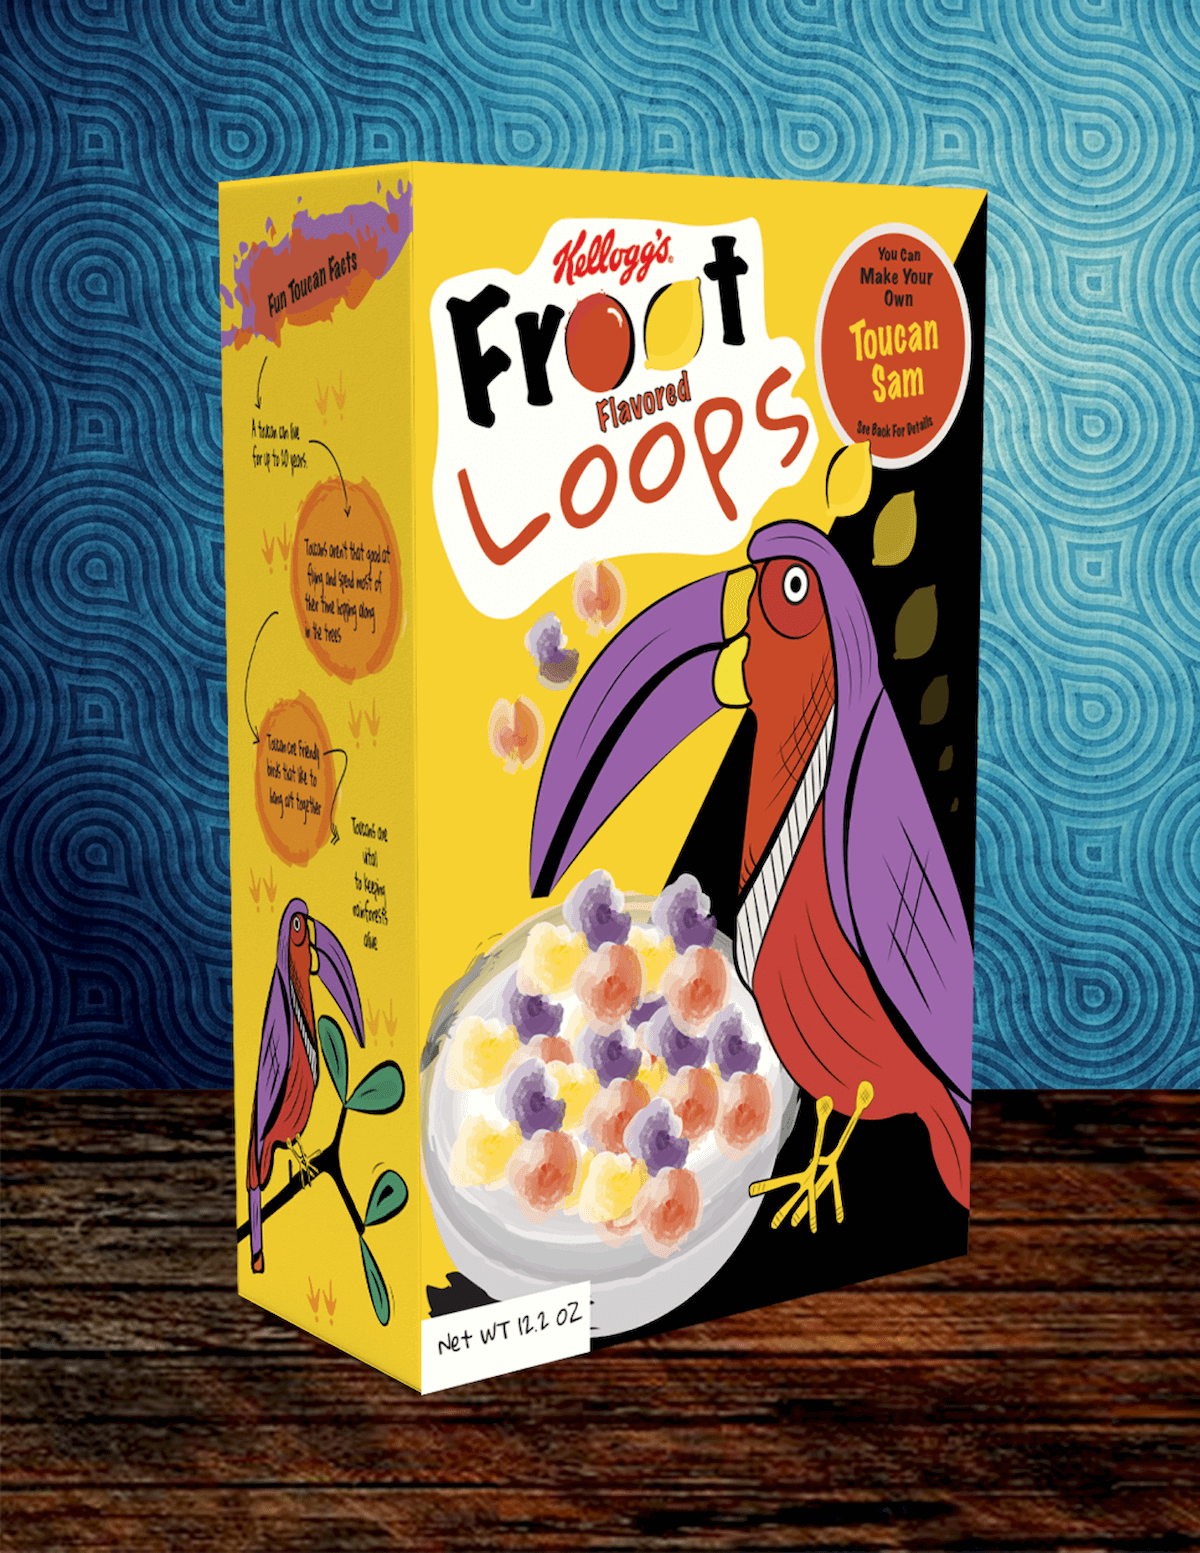 Fun Toucan Facts
A toucan can live
for up to 20 years.
Toucans aren't that good at
flying and spend most of
their time hopping along
in the trees
Toucan are friendly
birds that like to
hang out together
Toucans are
vital
to keeping
rainforests
alive
Kellogg's®
Froot
Flavored
Loops
You Can
Make Your
Own
Toucan
Sam
See Back For Details
Net WT 12.2 OZ